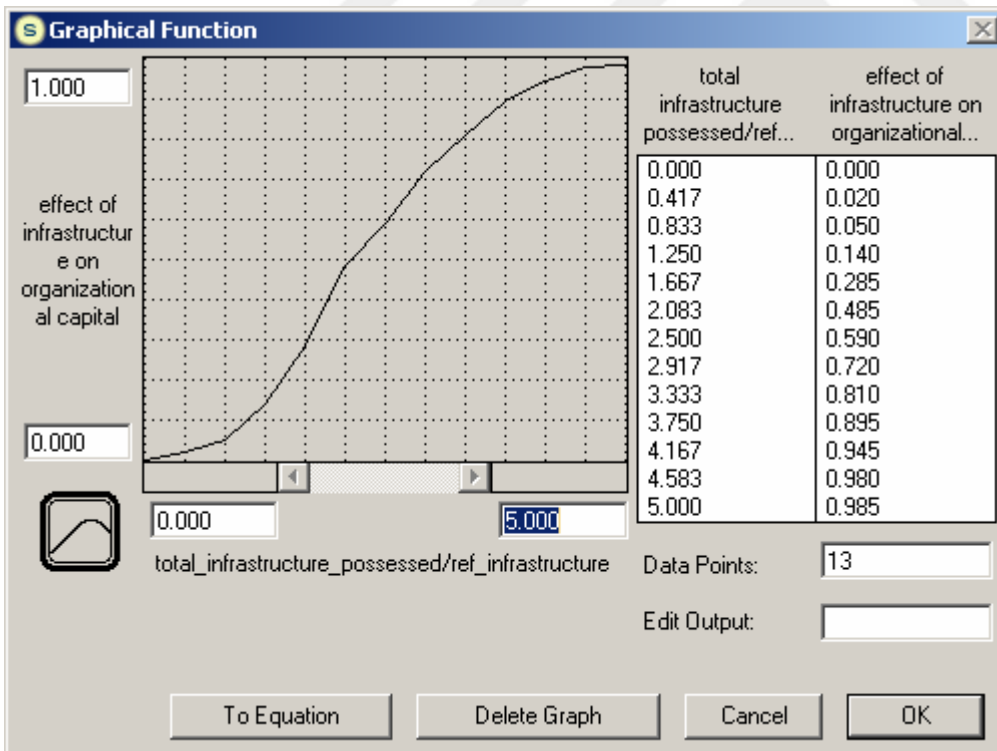 S Graphical Function
1.000
effect of
infrastructur
e on
organization
al capital
0.000
0.000
5.000
total_infrastructure_possessed/ref_infrastructure
total
infrastructure
possessed/ref...
effect of
infrastructure on
organizational...
0.000 0.000
0.417 0.020
0.833 0.050
1.250 0.140
1.667 0.285
2.083 0.485
2.500 0.590
2.917 0.720
3.333 0.810
3.750 0.895
4.167 0.945
4.583 0.980
5.000 0.985
Data Points: 13
Edit Output:
To Equation
Delete Graph
Cancel
OK